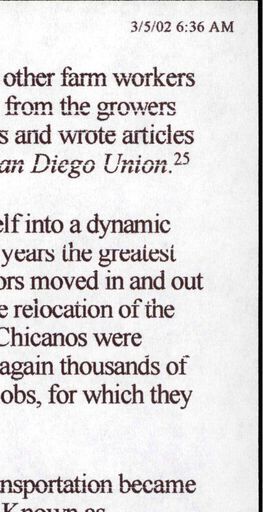 3/5/02 6:36 AM
other farm workers
from the growers
s and wrote articles
an Diego Union.25
elf into a dynamic
years the greatest
ors moved in and out
e relocation of the
Chicanos were
again thousands of
obs, for which they
nsportation became
Known as